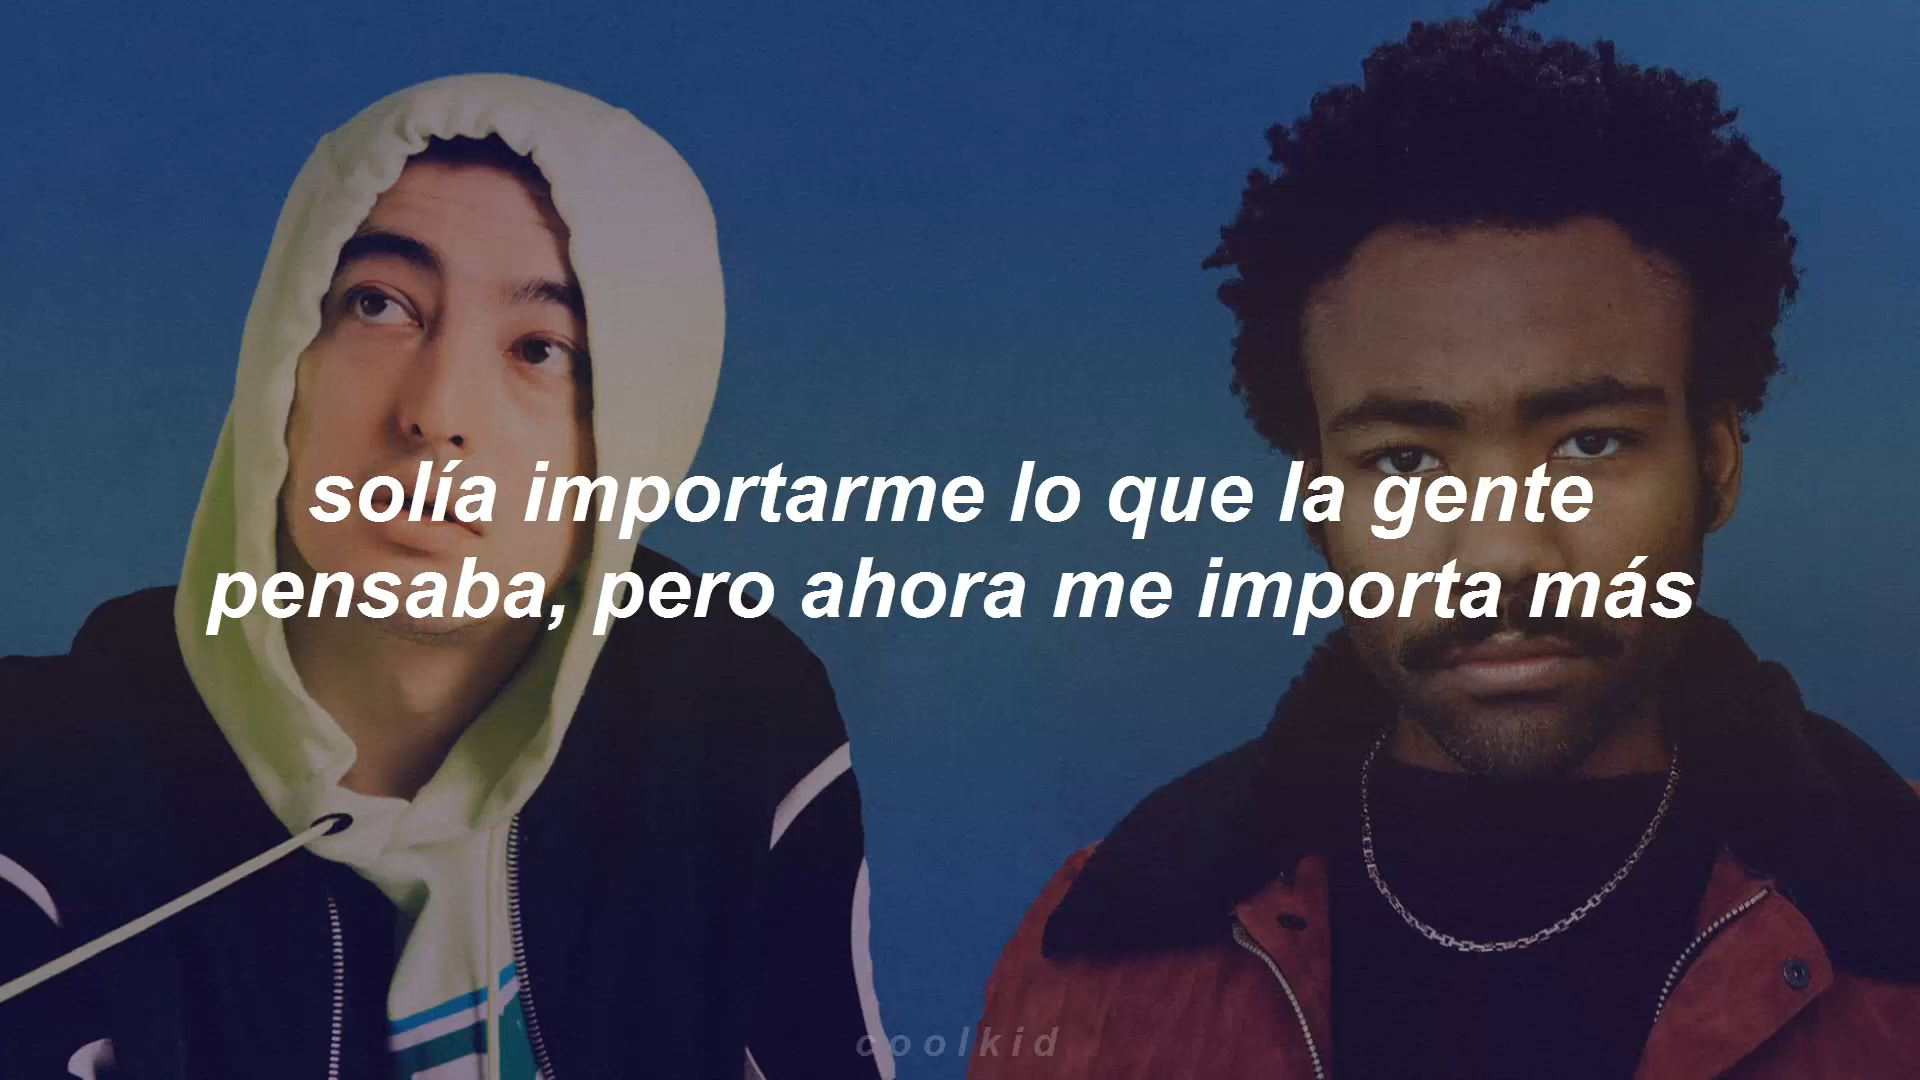 solía importarme lo que la gente
pensaba, pero ahora me importa más
coolkid